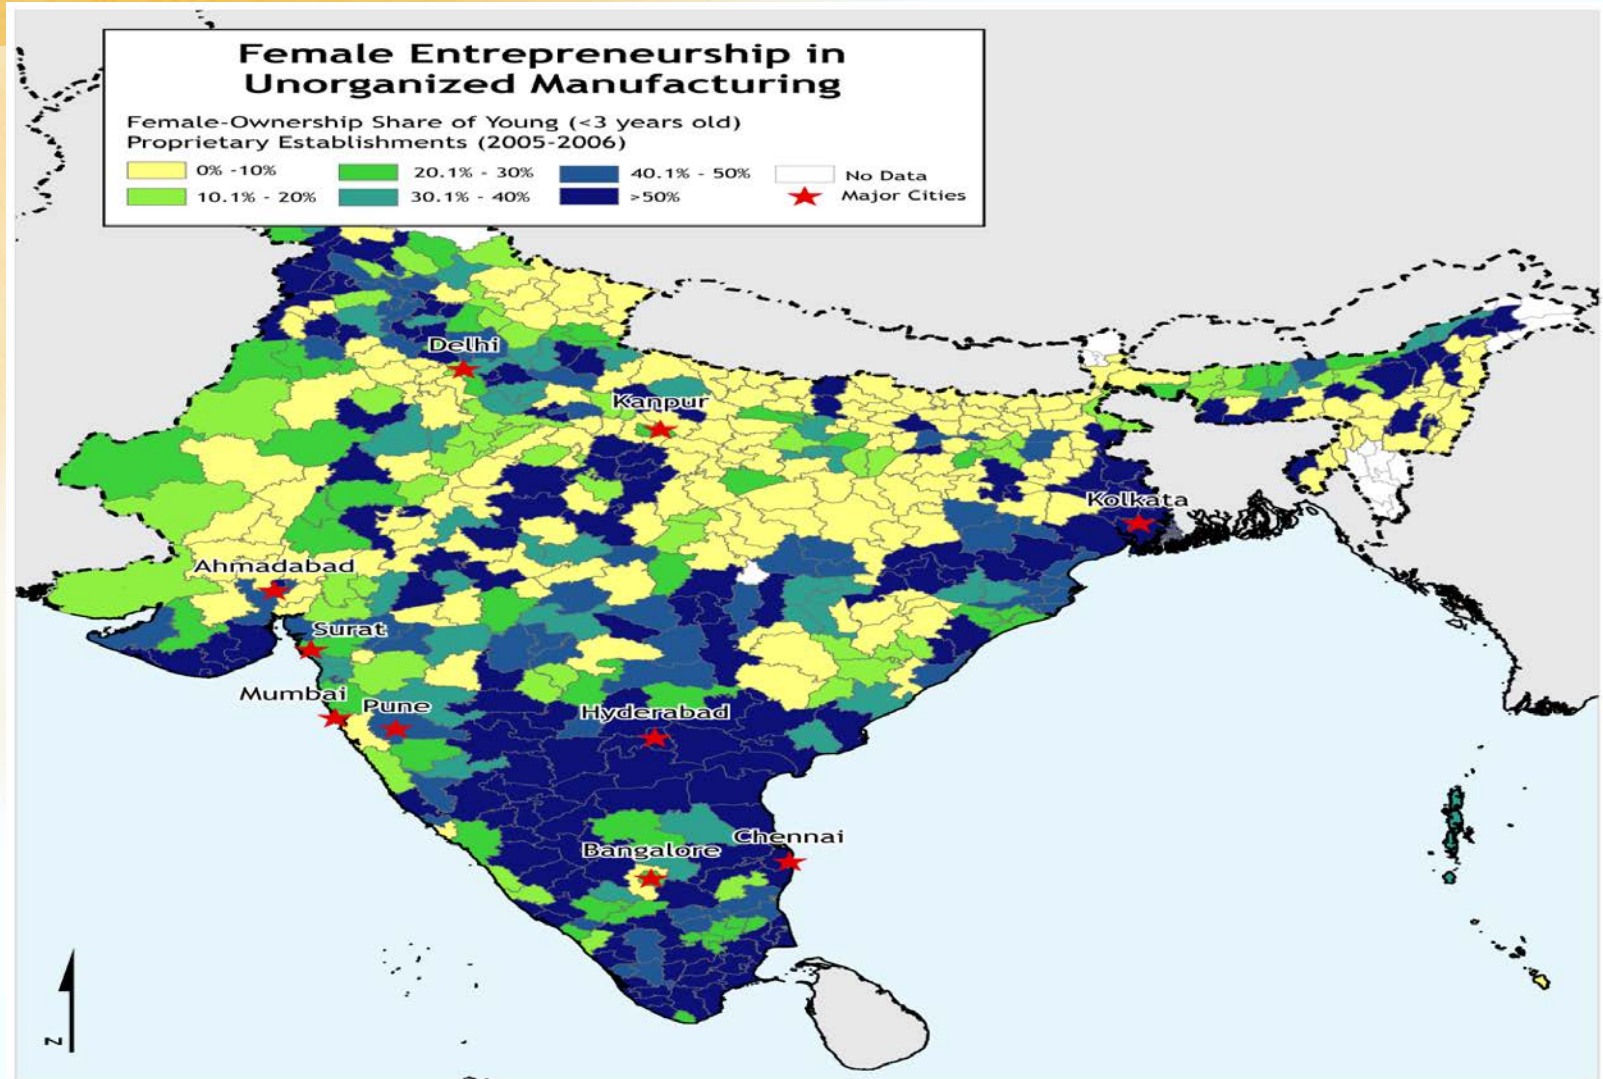 Female Entrepreneurship in
Unorganized Manufacturing
Female-Ownership Share of Young (<3 years old)
Proprietary Establishments (2005-2006)
0% -10%
20.1% - 30%
40.1% - 50%
No Data
10.1% - 20%
30.1% - 40%
>50%
Major Cities
Delhi
Kanpur
Kolkata
Ahmadabad
Surat
Mumbai
Pune
Hyderabad
Chennai
Bangalore
N